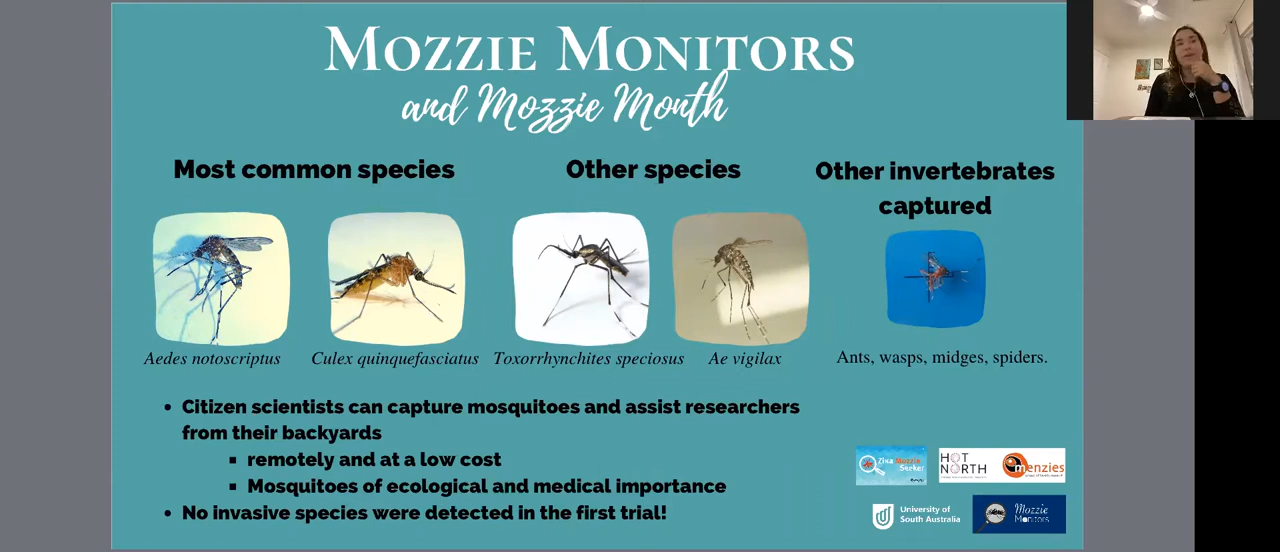 Mozzie Monitors
and Mozzie Month
Most common species
Other species
Other invertebrates
captured
Aedes notoscriptus
Culex quinquefasciatus
Toxorrhynchites speciosus
Ae vigilax
Ants, wasps, midges, spiders.
• Citizen scientists can capture mosquitoes and assist researchers
from their backyards
▪ remotely and at a low cost
▪ Mosquitoes of ecological and medical importance
• No invasive species were detected in the first trial!
Zika Mozzie
Seeker
HOT
NORTH
menzies
University of
South Australia
Mozzie
Monitors